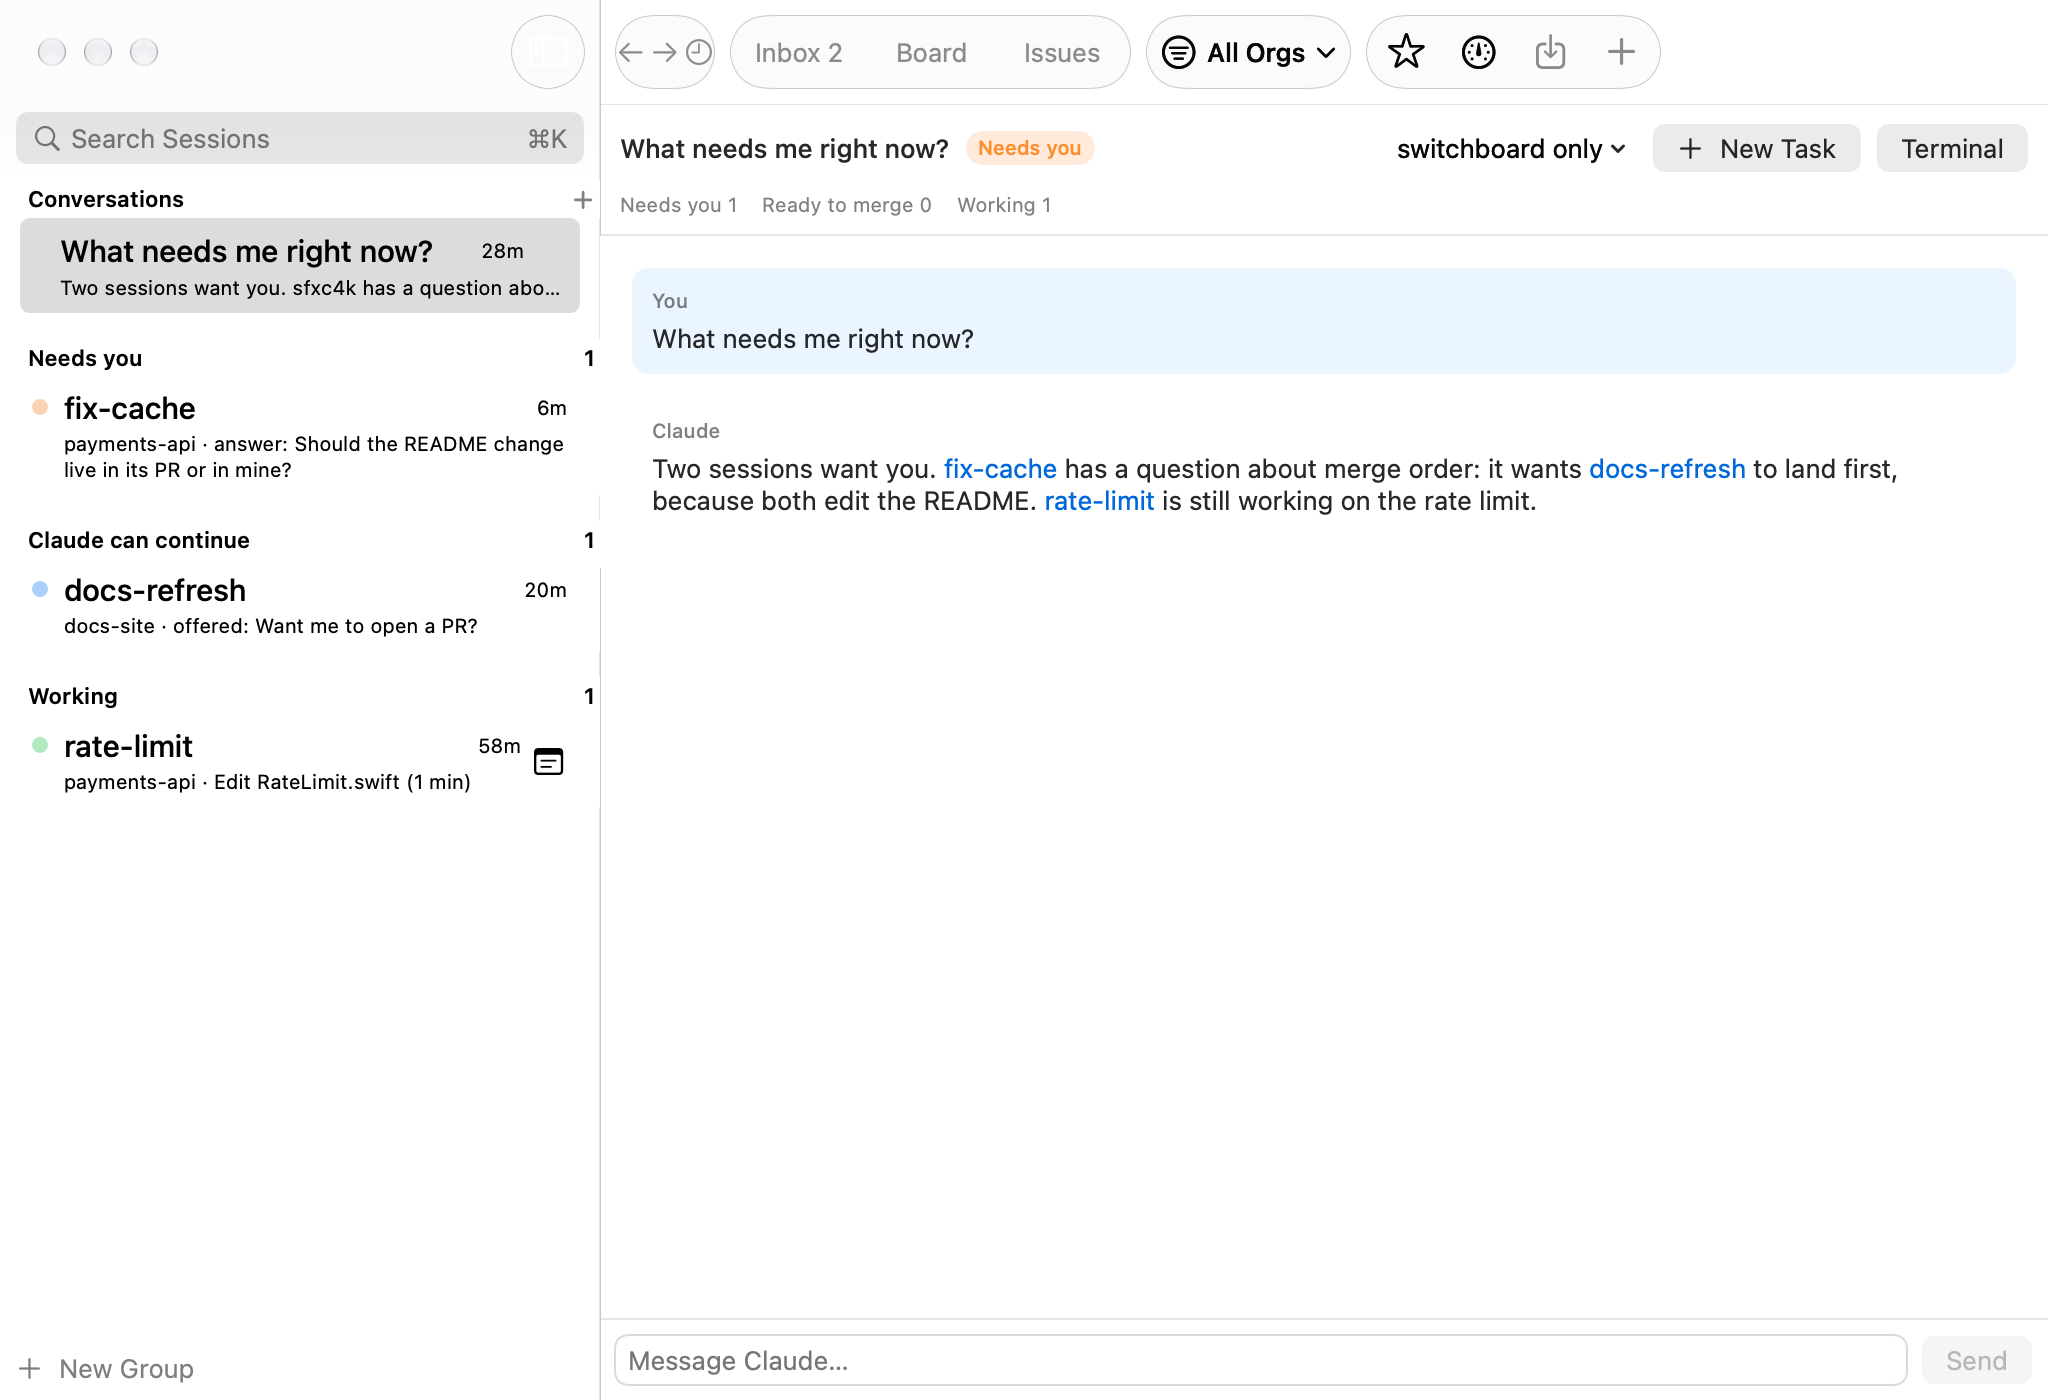 Inbox 2
Board
Issues
All Orgs
Search Sessions
⌘K
Conversations
What needs me right now?
28m
Two sessions want you. sfxc4k has a question abo...
Needs you
1
fix-cache
6m
payments-api · answer: Should the README change
live in its PR or in mine?
Claude can continue
1
docs-refresh
20m
docs-site · offered: Want me to open a PR?
Working
1
rate-limit
58m
payments-api · Edit RateLimit.swift (1 min)
New Group
What needs me right now?
Needs you
switchboard only
New Task
Terminal
Needs you 1
Ready to merge 0
Working 1
You
What needs me right now?
Claude
Two sessions want you. fix-cache has a question about merge order: it wants docs-refresh to land first,
because both edit the README. rate-limit is still working on the rate limit.
Message Claude...
Send